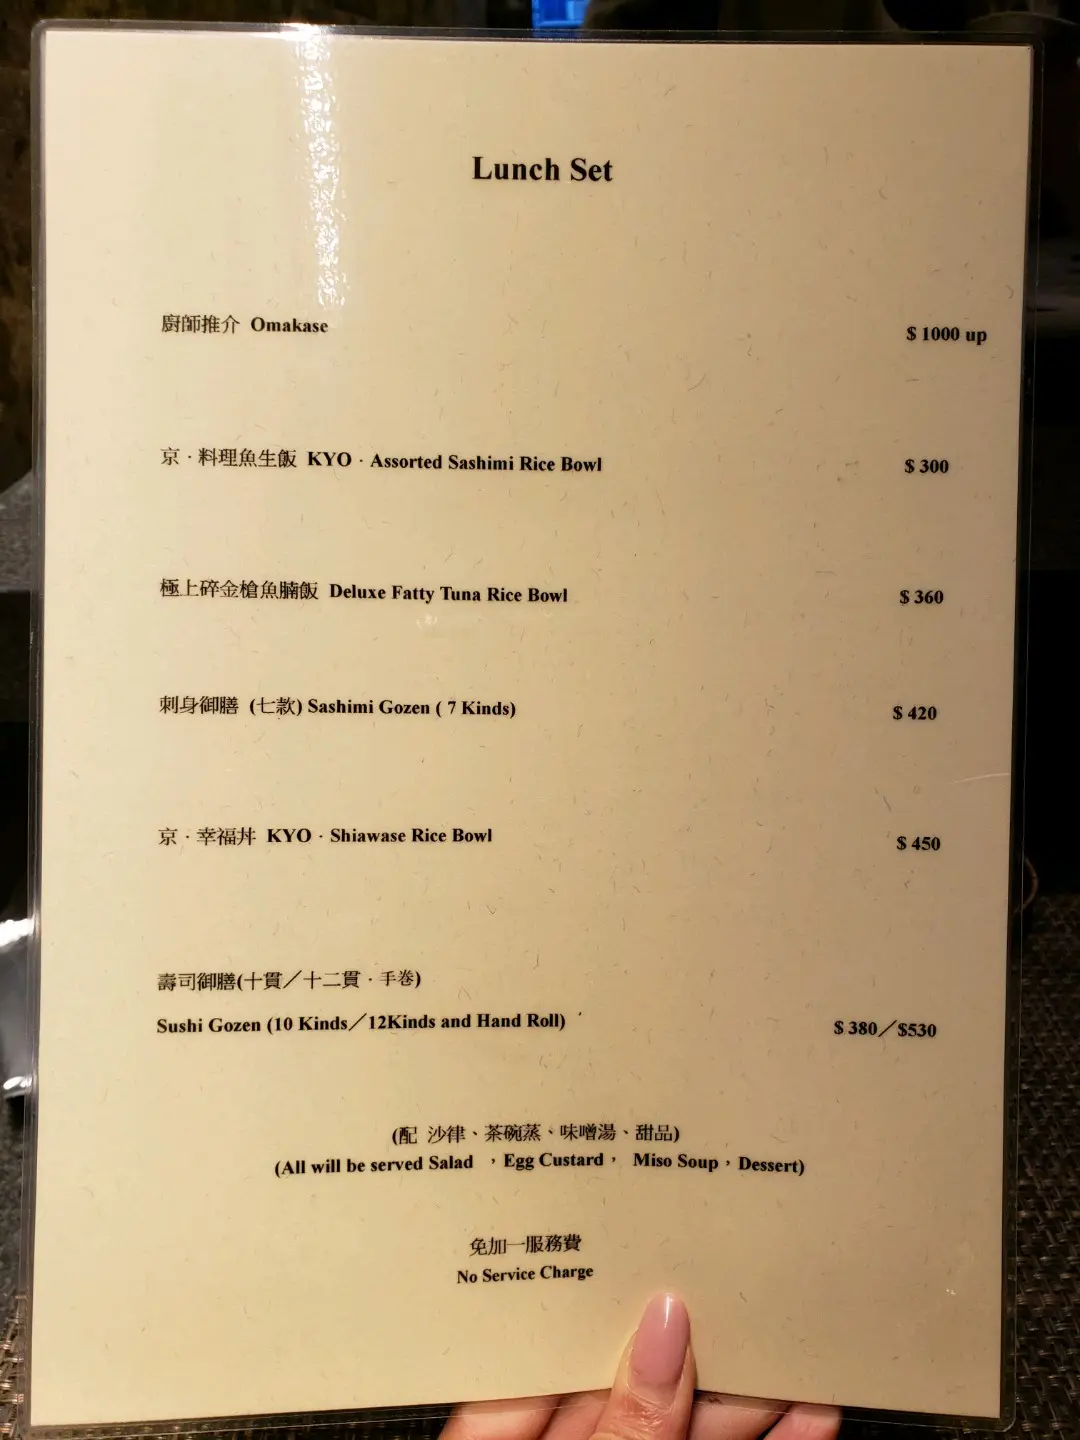 Lunch Set
廚師推介 Omakase $ 1000 up
京 · 料理魚生飯 KYO · Assorted Sashimi Rice Bowl $ 300
極上碎金槍魚腩飯 Deluxe Fatty Tuna Rice Bowl $ 360
刺身御膳 (七款) Sashimi Gozen ( 7 Kinds) $ 420
京 · 幸福丼 KYO · Shiawase Rice Bowl $ 450
壽司御膳(十貫／十二貫 · 手巻)
Sushi Gozen (10 Kinds／12Kinds and Hand Roll) $ 380／$530
(配 沙律、茶碗蒸、味噌湯、甜品)
(All will be served Salad ，Egg Custard， Miso Soup，Dessert)
免加一服務費
No Service Charge